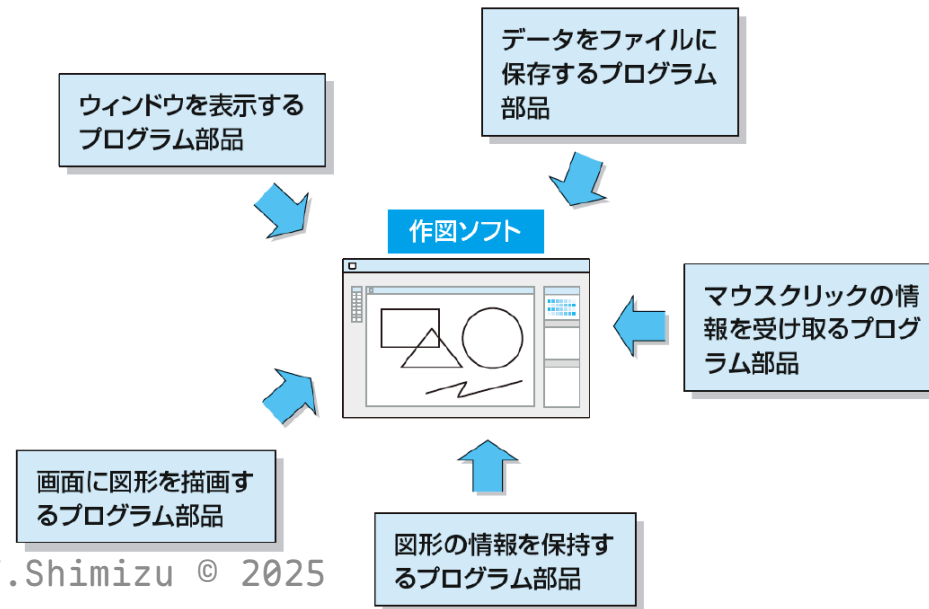 データをファイルに
保存するプログラム
部品
ウィンドウを表示する
プログラム部品
作図ソフト
マウスクリックの情
報を受け取るプログ
ラム部品
画面に図形を描画す
るプログラム部品
図形の情報を保持す
るプログラム部品
.Shimizu © 2025